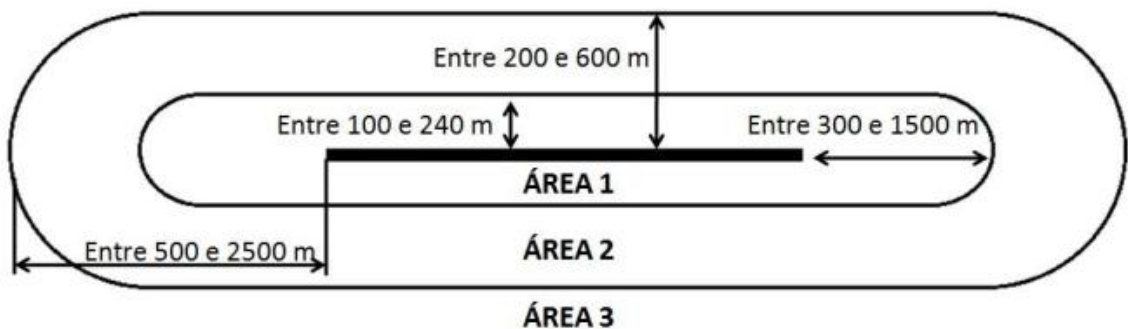 Entre 200 e 600 m
Entre 100 e 240 m
Entre 300 e 1500 m
ÁREA 1
Entre 500 e 2500 m
ÁREA 2
ÁREA 3